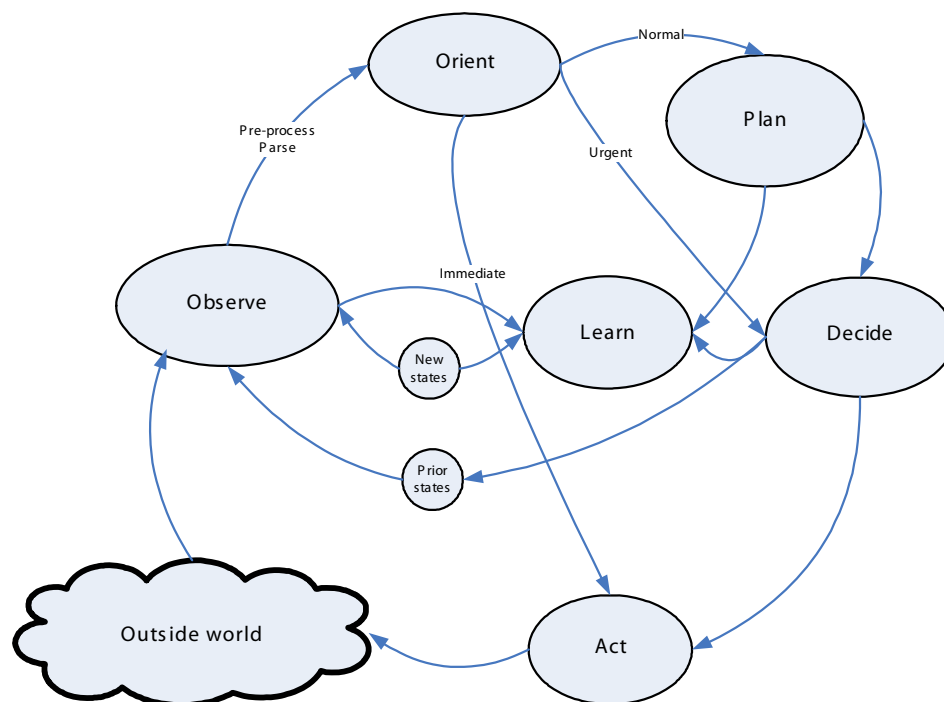 Orient
Normal
Plan
Pre-process
Parse
Urgent
Immediate
Observe
Learn
Decide
New
states
Prior
states
Outside world
Act